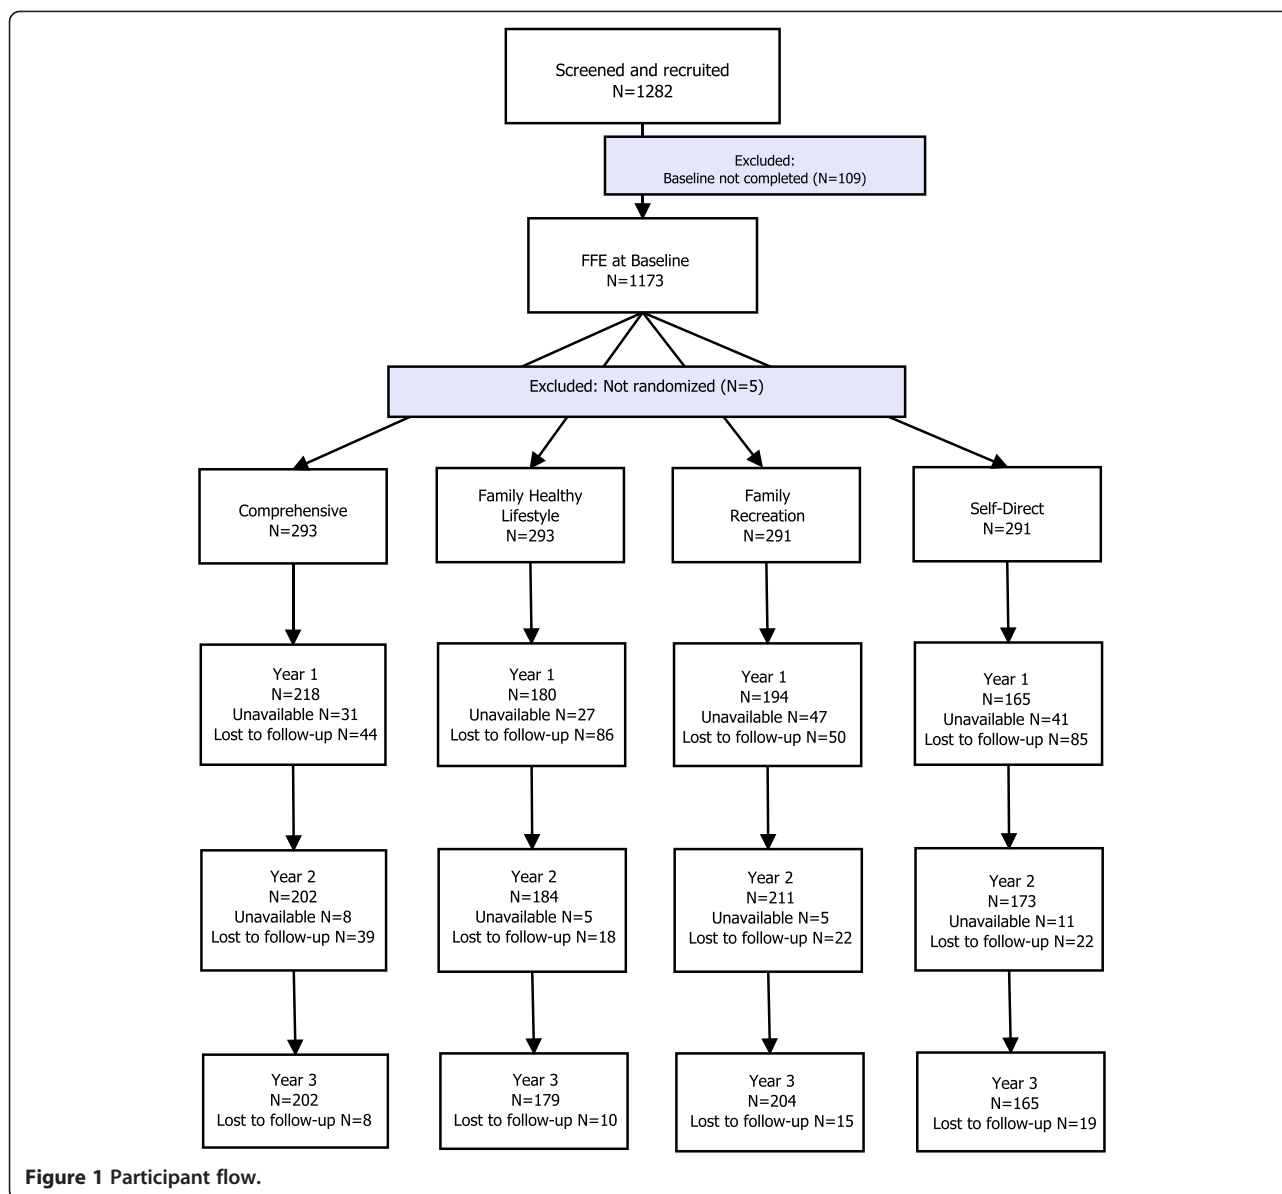 Screened and recruited
N=1282
Excluded:
Baseline not completed (N=109)
FFE at Baseline
N=1173
Excluded: Not randomized (N=5)
Comprehensive
N=293
Family Healthy
Lifestyle
N=293
Family
Recreation
N=291
Self-Direct
N=291
Year 1
N=218
Unavailable N=31
Lost to follow-up N=44
Year 1
N=180
Unavailable N=27
Lost to follow-up N=86
Year 1
N=194
Unavailable N=47
Lost to follow-up N=50
Year 1
N=165
Unavailable N=41
Lost to follow-up N=85
Year 2
N=202
Unavailable N=8
Lost to follow-up N=39
Year 2
N=184
Unavailable N=5
Lost to follow-up N=18
Year 2
N=211
Unavailable N=5
Lost to follow-up N=22
Year 2
N=173
Unavailable N=11
Lost to follow-up N=22
Year 3
N=202
Lost to follow-up N=8
Year 3
N=179
Lost to follow-up N=10
Year 3
N=204
Lost to follow-up N=15
Year 3
N=165
Lost to follow-up N=19
Figure 1 Participant flow.